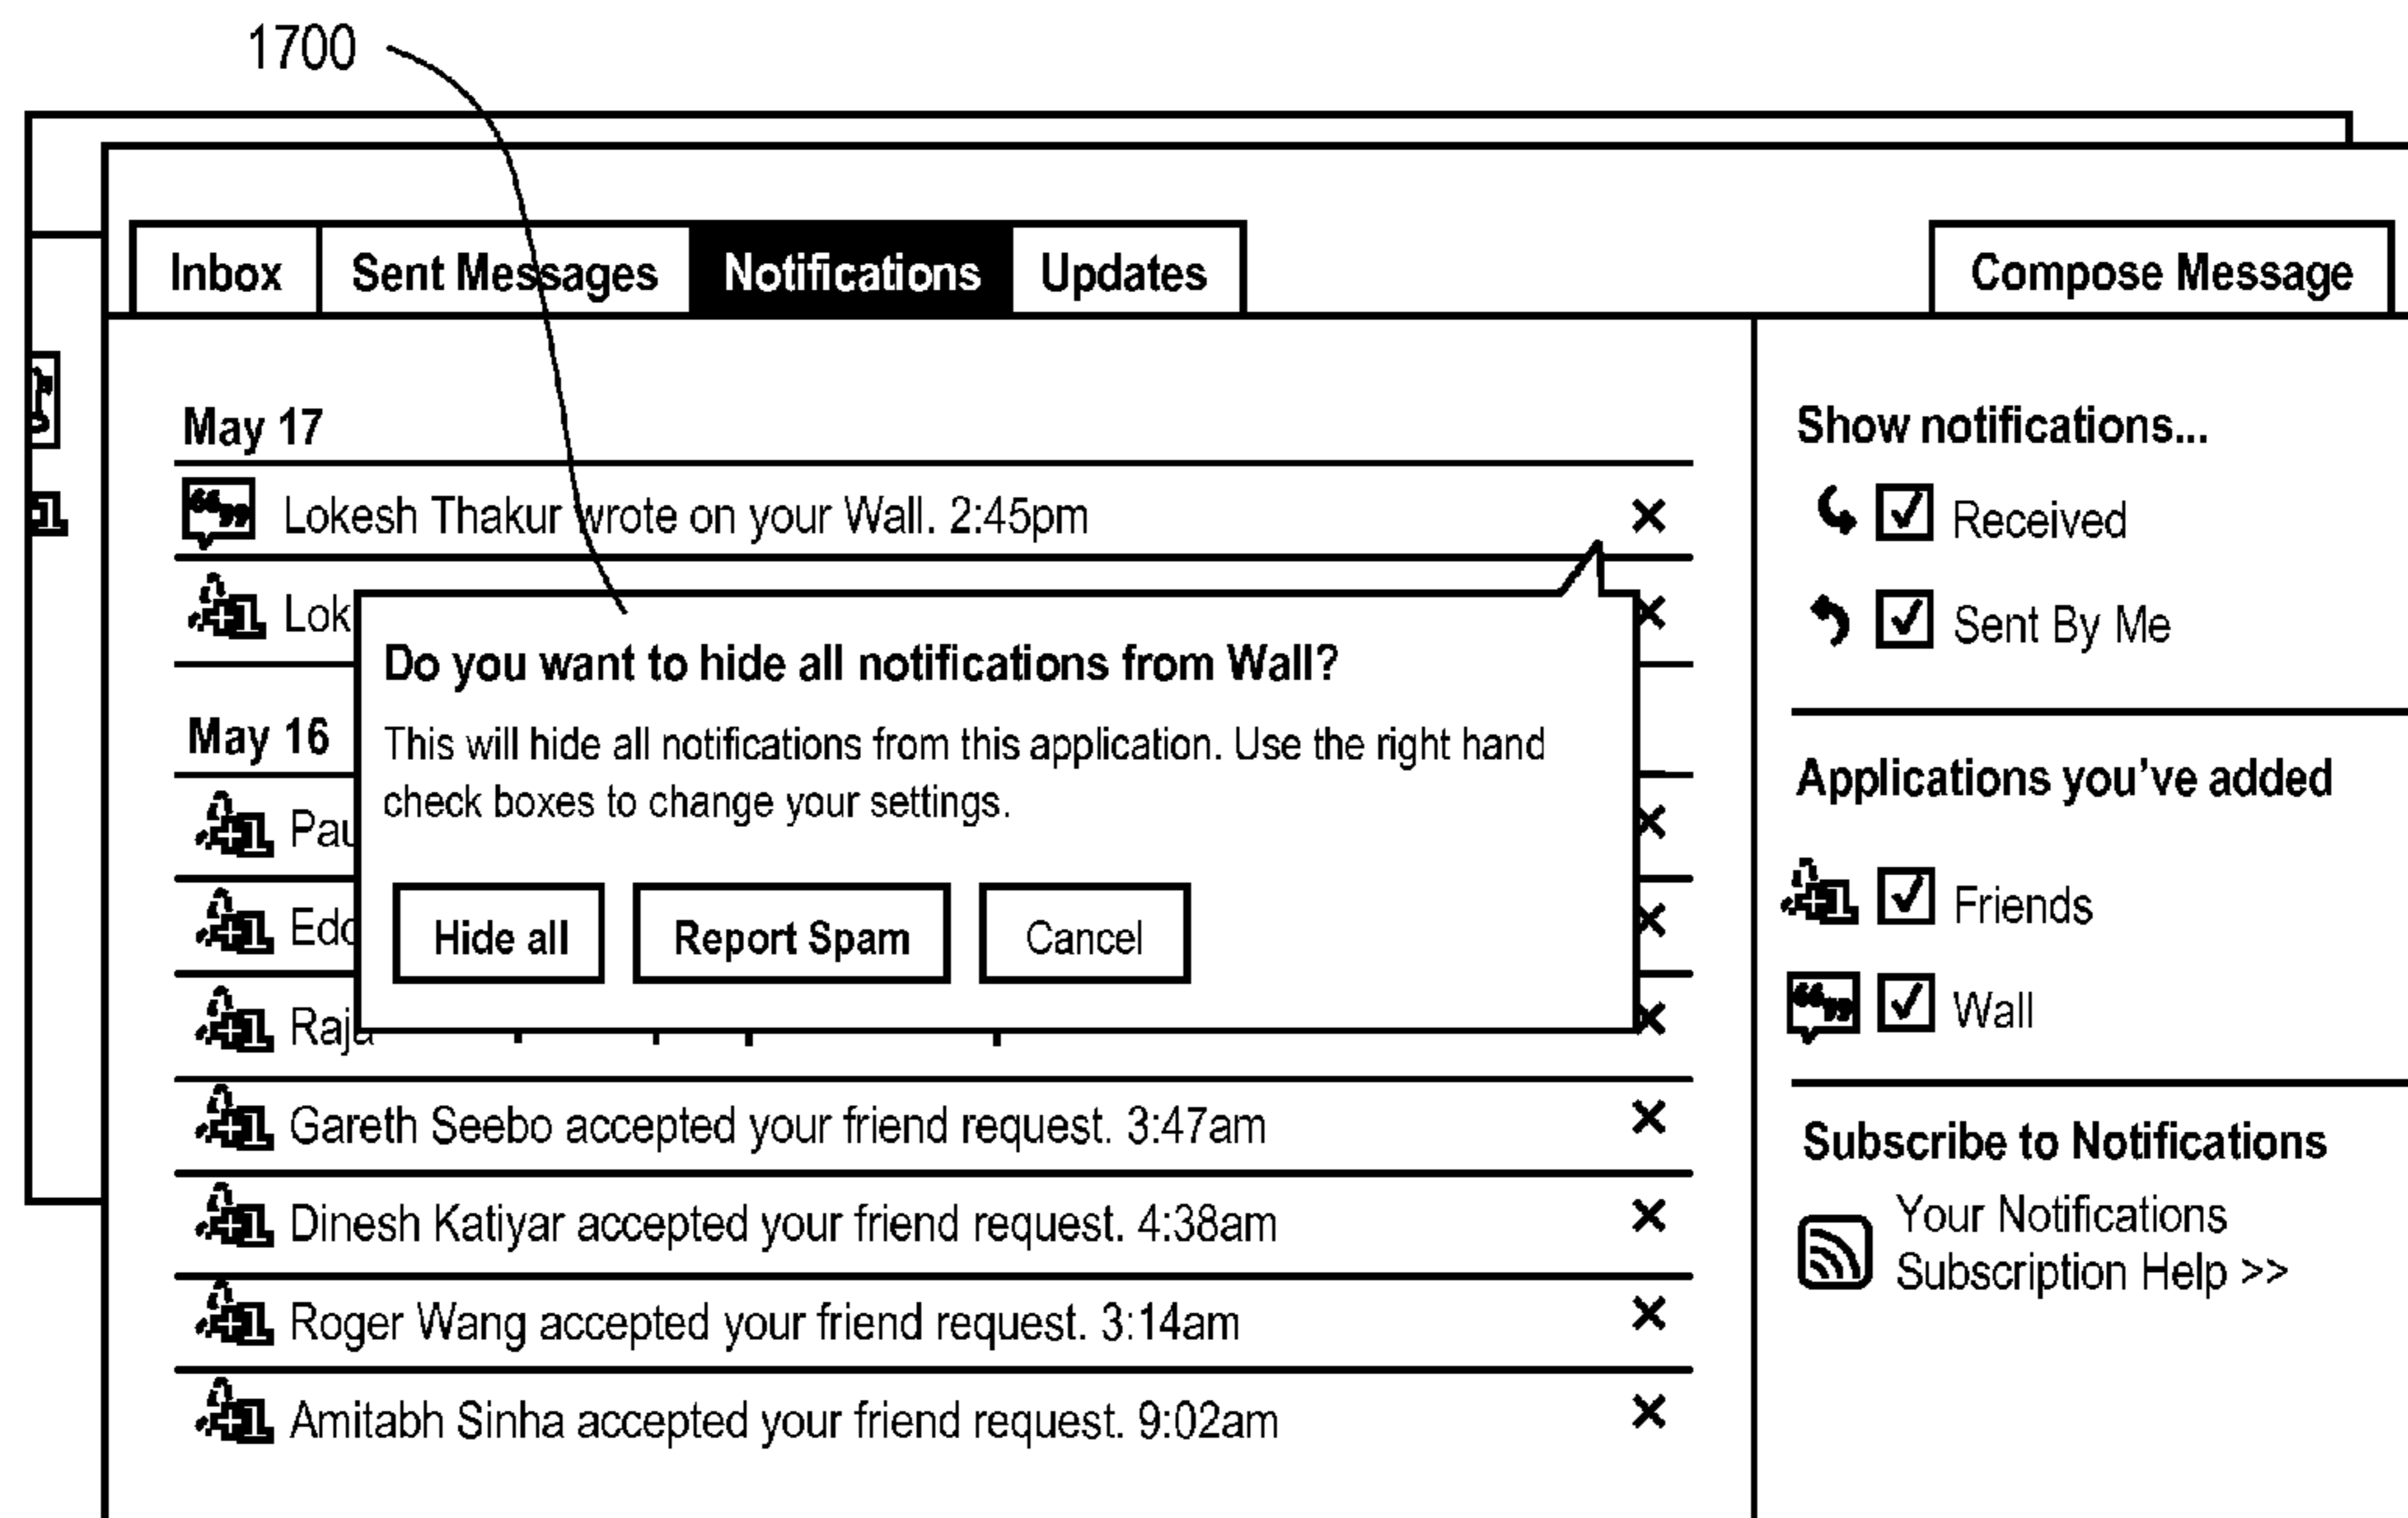 1700
Inbox Sent Messages Notifications Updates Compose Message
May 17
Lokesh Thakur wrote on your Wall. 2:45pm
Do you want to hide all notifications from Wall?
This will hide all notifications from this application. Use the right hand
check boxes to change your settings.
Hide all Report Spam Cancel
May 16
Gareth Seebo accepted your friend request. 3:47am
Dinesh Katiyar accepted your friend request. 4:38am
Roger Wang accepted your friend request. 3:14am
Amitabh Sinha accepted your friend request. 9:02am
Show notifications...
Received
Sent By Me
Applications you've added
+1 Friends
Wall
Subscribe to Notifications
Your Notifications
Subscription Help >>